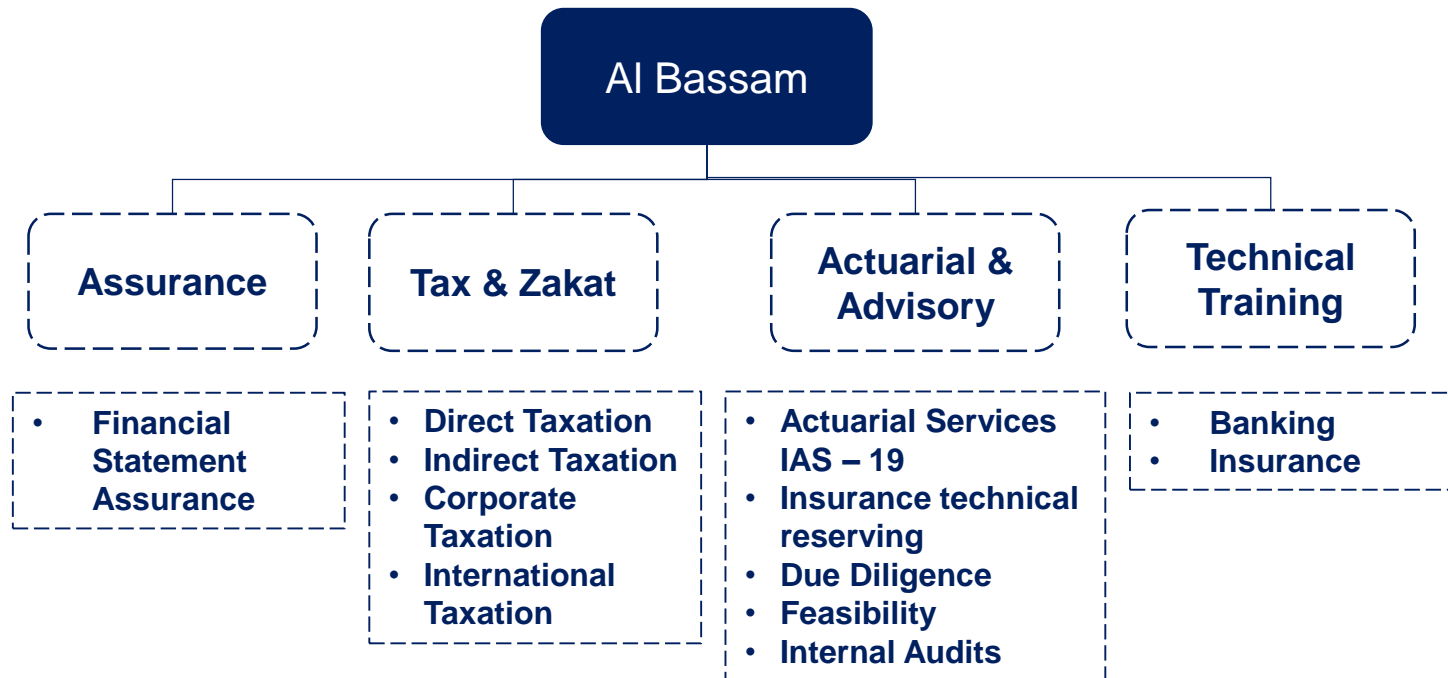 Al Bassam
Assurance
Tax & Zakat
Actuarial &
Advisory
Technical
Training
• Financial
Statement
Assurance
• Direct Taxation
• Indirect Taxation
• Corporate
Taxation
• International
Taxation
• Actuarial Services
IAS – 19
• Insurance technical
reserving
• Due Diligence
• Feasibility
• Internal Audits
• Banking
• Insurance